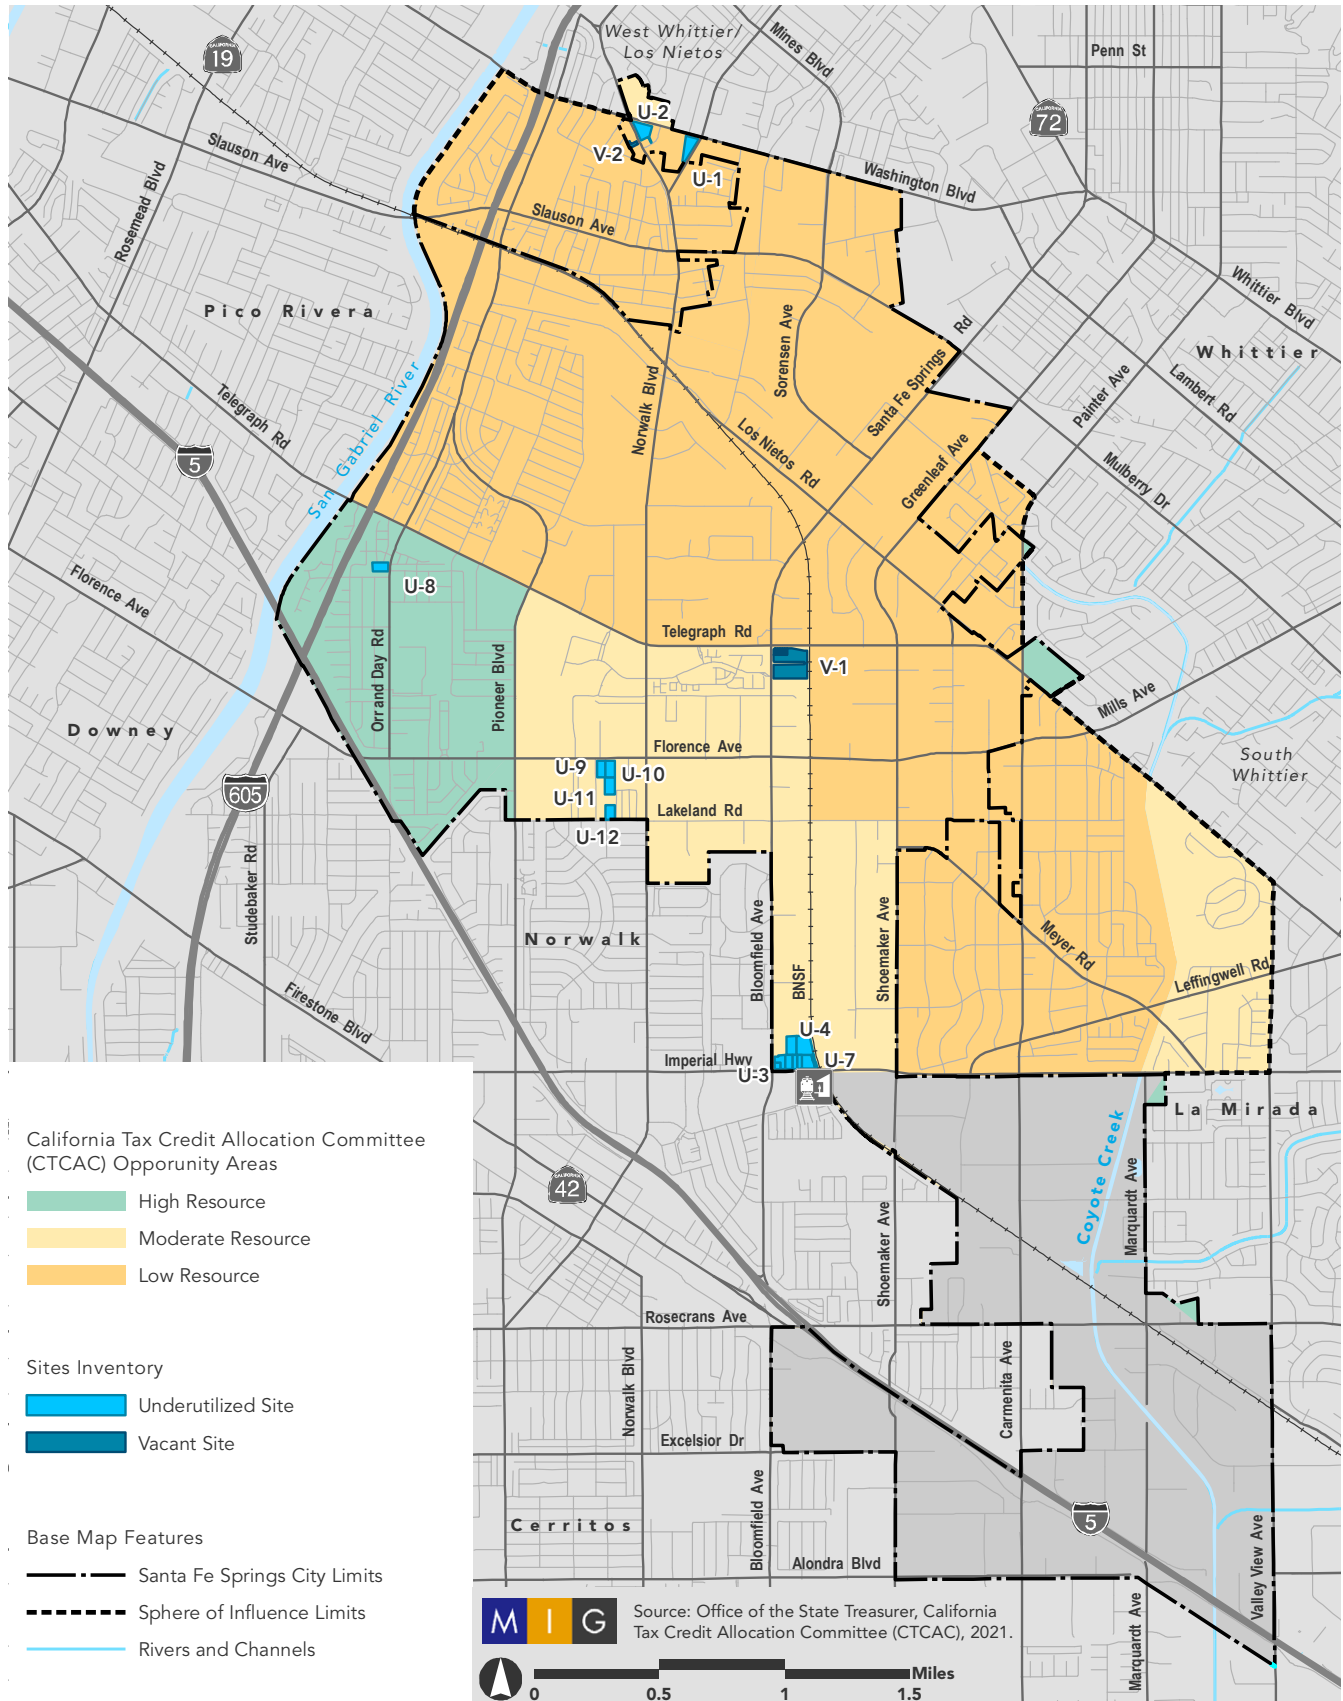 West Whittier/
Los Nietos
Mines Blvd
Penn St
CALIFORNIA
19
CALIFORNIA
72
U-2
V-2
U-1
Slauson Ave
Rosemead Blvd
Washington Blvd
Slauson Ave
Whittier Blvd
Pico Rivera
Whittier
Sorensen Ave
Santa Fe Springs Rd
Norwalk Blvd
Painter Ave
Lambert Rd
Telegraph Rd
San Gabriel River
Los Nietos Rd
Greenleaf Ave
Mulberry Dr
5
U-8
Florence Ave
Telegraph Rd
Orr and Day Rd
Pioneer Blvd
V-1
Mills Ave
Downey
Florence Ave
South
Whittier
U-9
U-10
605
U-11
Lakeland Rd
U-12
Studebaker Rd
Norwalk
Bloomfield Ave
BNSF
Shoemaker Ave
Meyer Rd
Leffingwell Rd
Firestone Blvd
U-4
Imperial Hwy
U-7
U-3
La Mirada
California Tax Credit Allocation Committee
(CTCAC) Opporunity Areas
High Resource
Moderate Resource
Low Resource
CALIFORNIA
42
Coyote Creek
Marquardt Ave
Shoemaker Ave
Rosecrans Ave
Norwalk Blvd
Carmenita Ave
Sites Inventory
Underutilized Site
Vacant Site
Excelsior Dr
Bloomfield Ave
Cerritos
5
Alondra Blvd
Valley View Ave
Marquardt Ave
Base Map Features
Santa Fe Springs City Limits
Sphere of Influence Limits
Rivers and Channels
M I G
Source: Office of the State Treasurer, California
Tax Credit Allocation Committee (CTCAC), 2021.
Miles
0 0.5 1 1.5